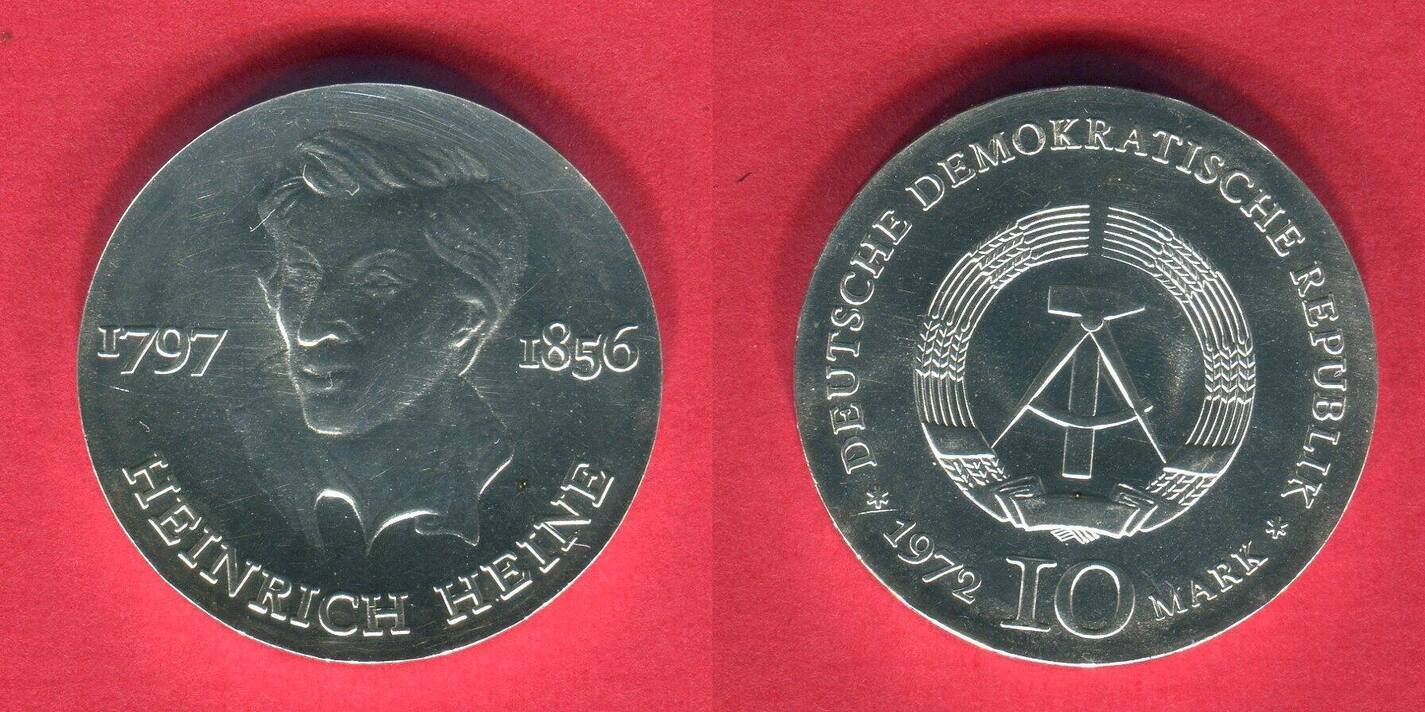 1797
1856
HEINRICH HEINE
* DEUTSCHE DEMOKRATISCHE REPUBLIK *
1972 10 MARK